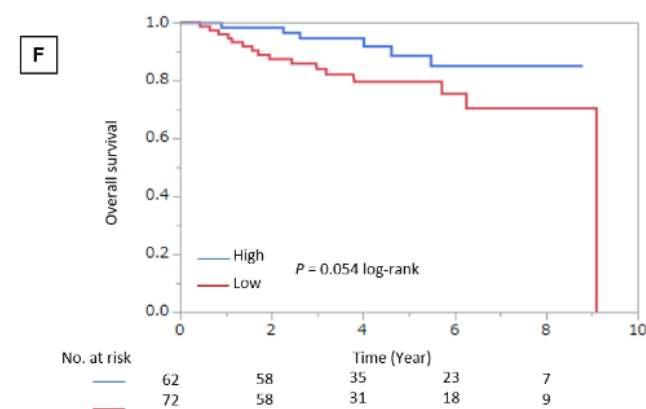 F
1.0
0.8
0.6
0.4
0.2
0.0
Overall survival
High
Low
P = 0.054 log-rank
0 2 4 6 8 10
No. at risk Time (Year)
62 58 35 23 7
72 58 31 18 9